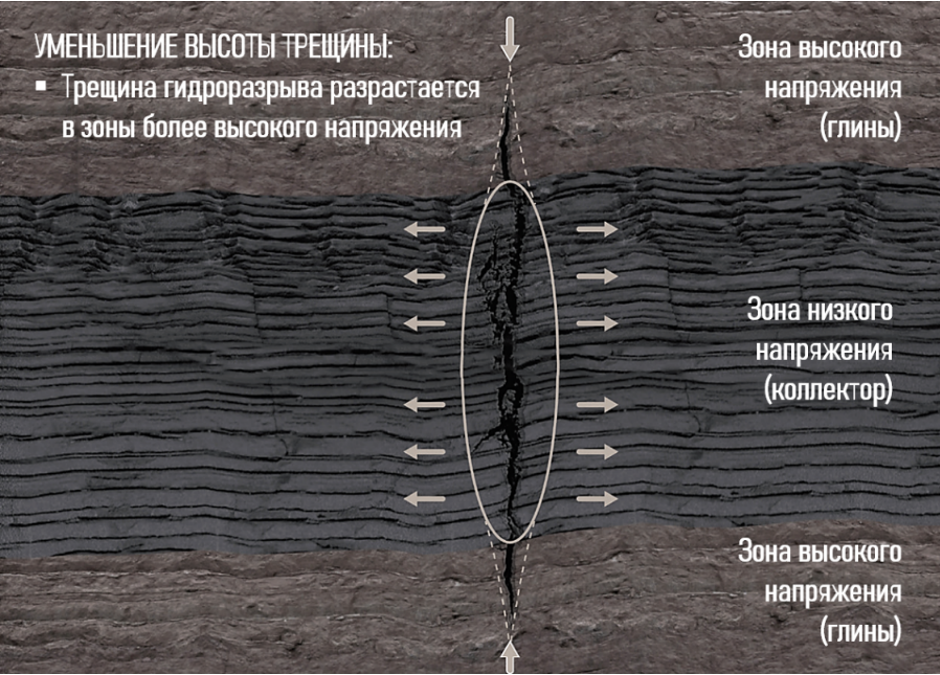 УМЕНЬШЕНИЕ ВЫСОТЫ ТРЕЩИНЫ:
▪ Трещина гидроразрыва разрастается
в зоны более высокого напряжения
Зона высокого
напряжения
(глины)
Зона низкого
напряжения
(коллектор)
Зона высокого
напряжения
(глины)